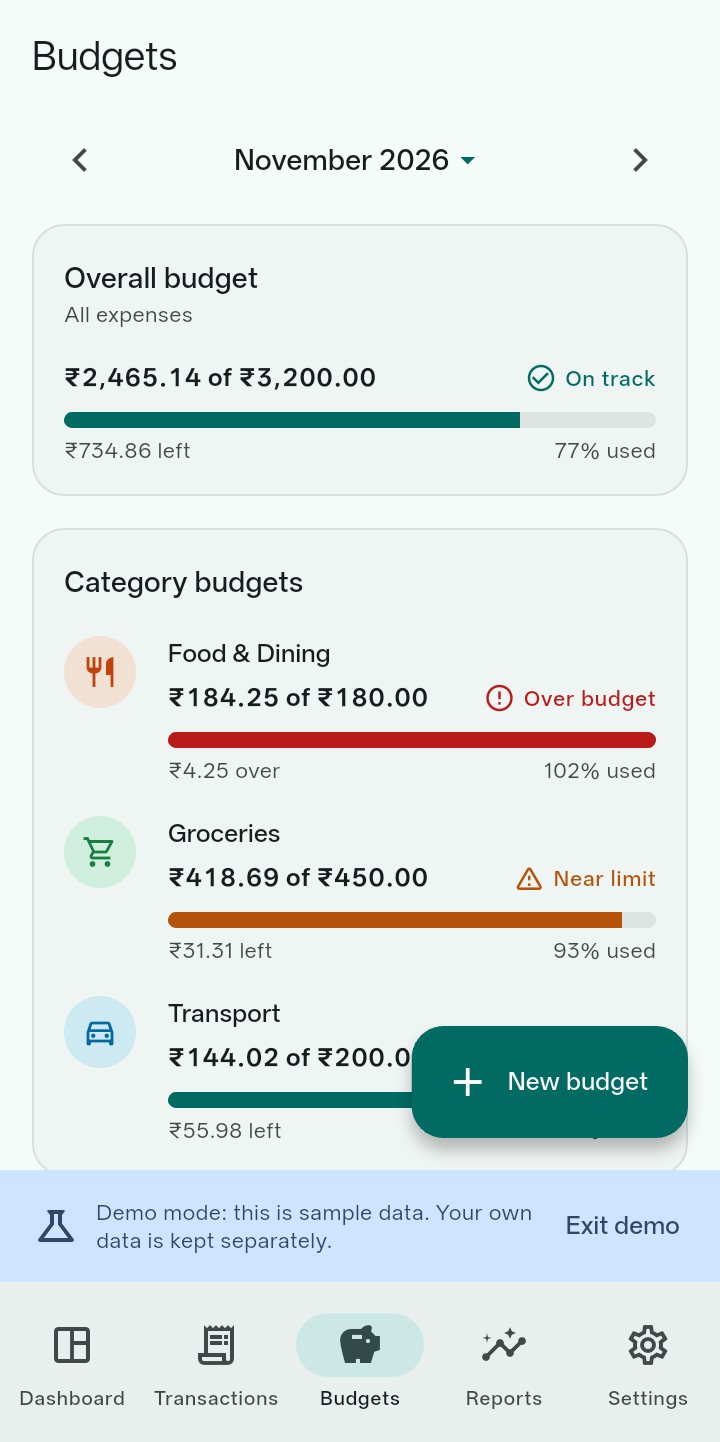 Budgets
November 2026
Overall budget
All expenses
₹2,465.14 of ₹3,200.00
On track
₹734.86 left
77% used
Category budgets
Food & Dining
₹184.25 of ₹180.00
Over budget
₹4.25 over
102% used
Groceries
₹418.69 of ₹450.00
Near limit
₹31.31 left
93% used
Transport
₹144.02 of ₹200.0
₹55.98 left
New budget
Demo mode: this is sample data. Your own
data is kept separately.
Exit demo
Dashboard
Transactions
Budgets
Reports
Settings